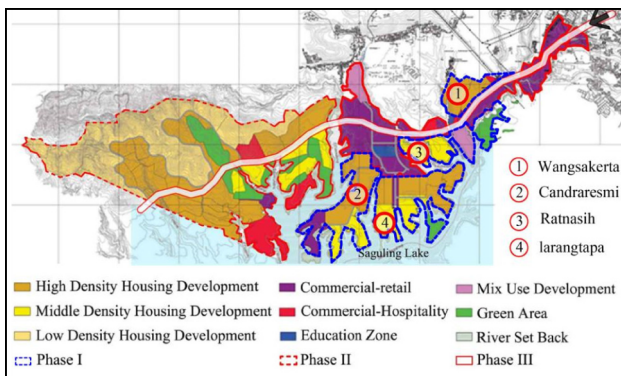 1
3
2
4
Saguling Lake
1 Wangsakerta
2 Candraresmi
3 Ratnasih
4 larangtapa
High Density Housing Development
Commercial-retail
Mix Use Development
Middle Density Housing Development
Commercial-Hospitality
Green Area
Low Density Housing Development
Education Zone
River Set Back
Phase I
Phase II
Phase III